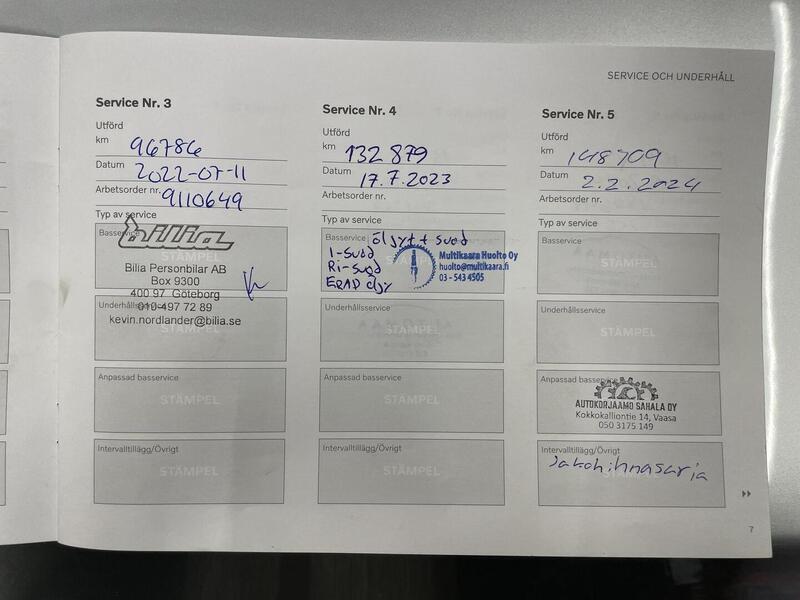 SERVICE OCH UNDERHÅLL
Service Nr. 3
Utförd
km 96786
Datum 2022-07-11
Arbetsorder nr. 9110649
Typ av service
Basservice
bilia
Bilia Personbilar AB
Box 9300
400 97 Göteborg
Underhållsservice
010-497 72 89
kevin.nordlander@bilia.se
STÄMPEL
Anpassad basservice
STÄMPEL
Intervalltillägg/Övrigt
STÄMPEL
Service Nr. 4
Utförd
km 132 879
Datum 17.7.2023
Arbetsorder nr.
Typ av service
Basservice öljyt + suod
I-suod
Ri-suod
ERAD öljy
Multikaara Huolto Oy
huolto@multikaara.fi
03 - 543 4505
Underhållsservice
STÄMPEL
Anpassad basservice
STÄMPEL
Intervalltillägg/Övrigt
STÄMPEL
Service Nr. 5
Utförd
km 148709
Datum 2.2.2024
Arbetsorder nr.
Typ av service
Basservice
STÄMPEL
Underhållsservice
STÄMPEL
Anpassad basservice
AUTOKORJAAMO SAHALA OY
Kokkokalliontie 14, Vaasa
050 3175 149
Intervalltillägg/Övrigt
STÄMPEL
Jakohihnasarja
7